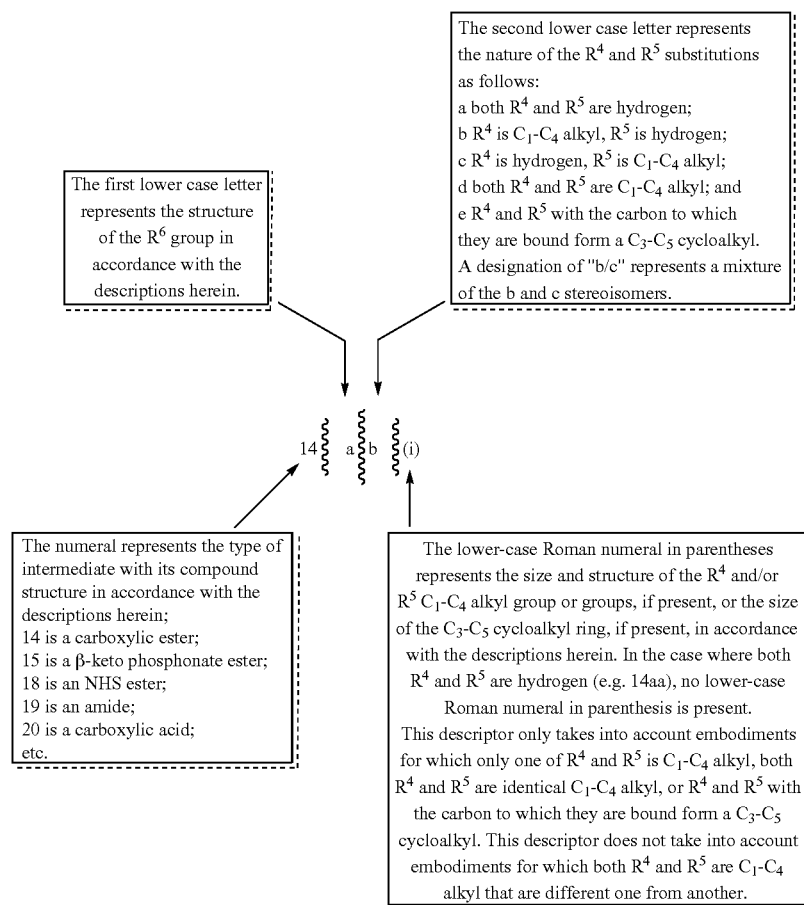 The first lower case letter
represents the structure
of the R⁶ group in
accordance with the
descriptions herein.
The second lower case letter represents
the nature of the R⁴ and R⁵ substitutions
as follows:
a both R⁴ and R⁵ are hydrogen;
b R⁴ is C₁-C₄ alkyl, R⁵ is hydrogen;
c R⁴ is hydrogen, R⁵ is C₁-C₄ alkyl;
d both R⁴ and R⁵ are C₁-C₄ alkyl; and
e R⁴ and R⁵ with the carbon to which
they are bound form a C₃-C₅ cycloalkyl.
A designation of "b/c" represents a mixture
of the b and c stereoisomers.
14 a b (i)
The numeral represents the type of
intermediate with its compound
structure in accordance with the
descriptions herein;
14 is a carboxylic ester;
15 is a β-keto phosphonate ester;
18 is an NHS ester;
19 is an amide;
20 is a carboxylic acid;
etc.
The lower-case Roman numeral in parentheses
represents the size and structure of the R⁴ and/or
R⁵ C₁-C₄ alkyl group or groups, if present, or the size
of the C₃-C₅ cycloalkyl ring, if present, in accordance
with the descriptions herein. In the case where both
R⁴ and R⁵ are hydrogen (e.g. 14aa), no lower-case
Roman numeral in parenthesis is present.
This descriptor only takes into account embodiments
for which only one of R⁴ and R⁵ is C₁-C₄ alkyl, both
R⁴ and R⁵ are identical C₁-C₄ alkyl, or R⁴ and R⁵ with
the carbon to which they are bound form a C₃-C₅
cycloalkyl. This descriptor does not take into account
embodiments for which both R⁴ and R⁵ are C₁-C₄
alkyl that are different one from another.